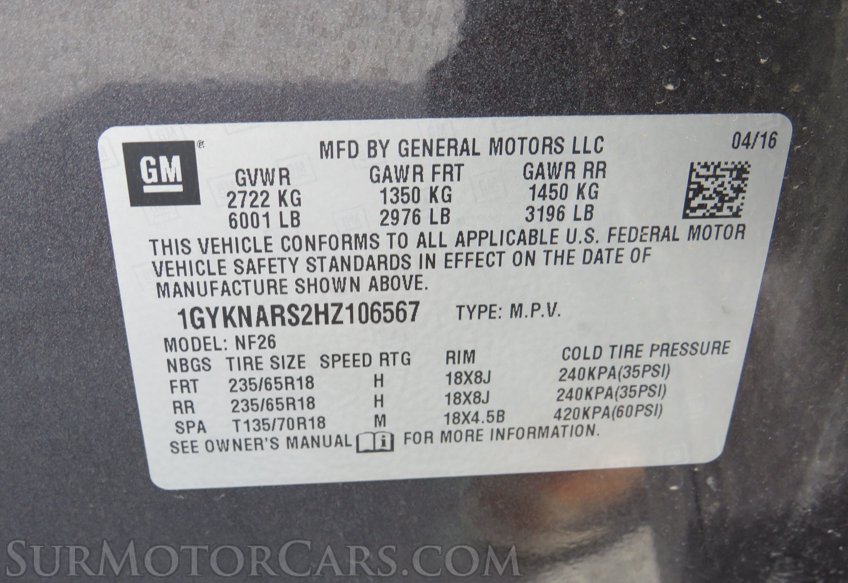 MFD BY GENERAL MOTORS LLC 04/16
GM®
GVWR GAWR FRT GAWR RR
2722 KG 1350 KG 1450 KG
6001 LB 2976 LB 3196 LB
THIS VEHICLE CONFORMS TO ALL APPLICABLE U.S. FEDERAL MOTOR
VEHICLE SAFETY STANDARDS IN EFFECT ON THE DATE OF
MANUFACTURE SHOWN ABOVE.
1GYKNARS2HZ106567 TYPE: M.P.V.
MODEL: NF26
NBGS TIRE SIZE SPEED RTG RIM COLD TIRE PRESSURE
FRT 235/65R18 H 18X8J 240KPA(35PSI)
RR 235/65R18 H 18X8J 240KPA(35PSI)
SPA T135/70R18 M 18X4.5B 420KPA(60PSI)
SEE OWNER'S MANUAL i FOR MORE INFORMATION.
SURMOTORCARS.COM